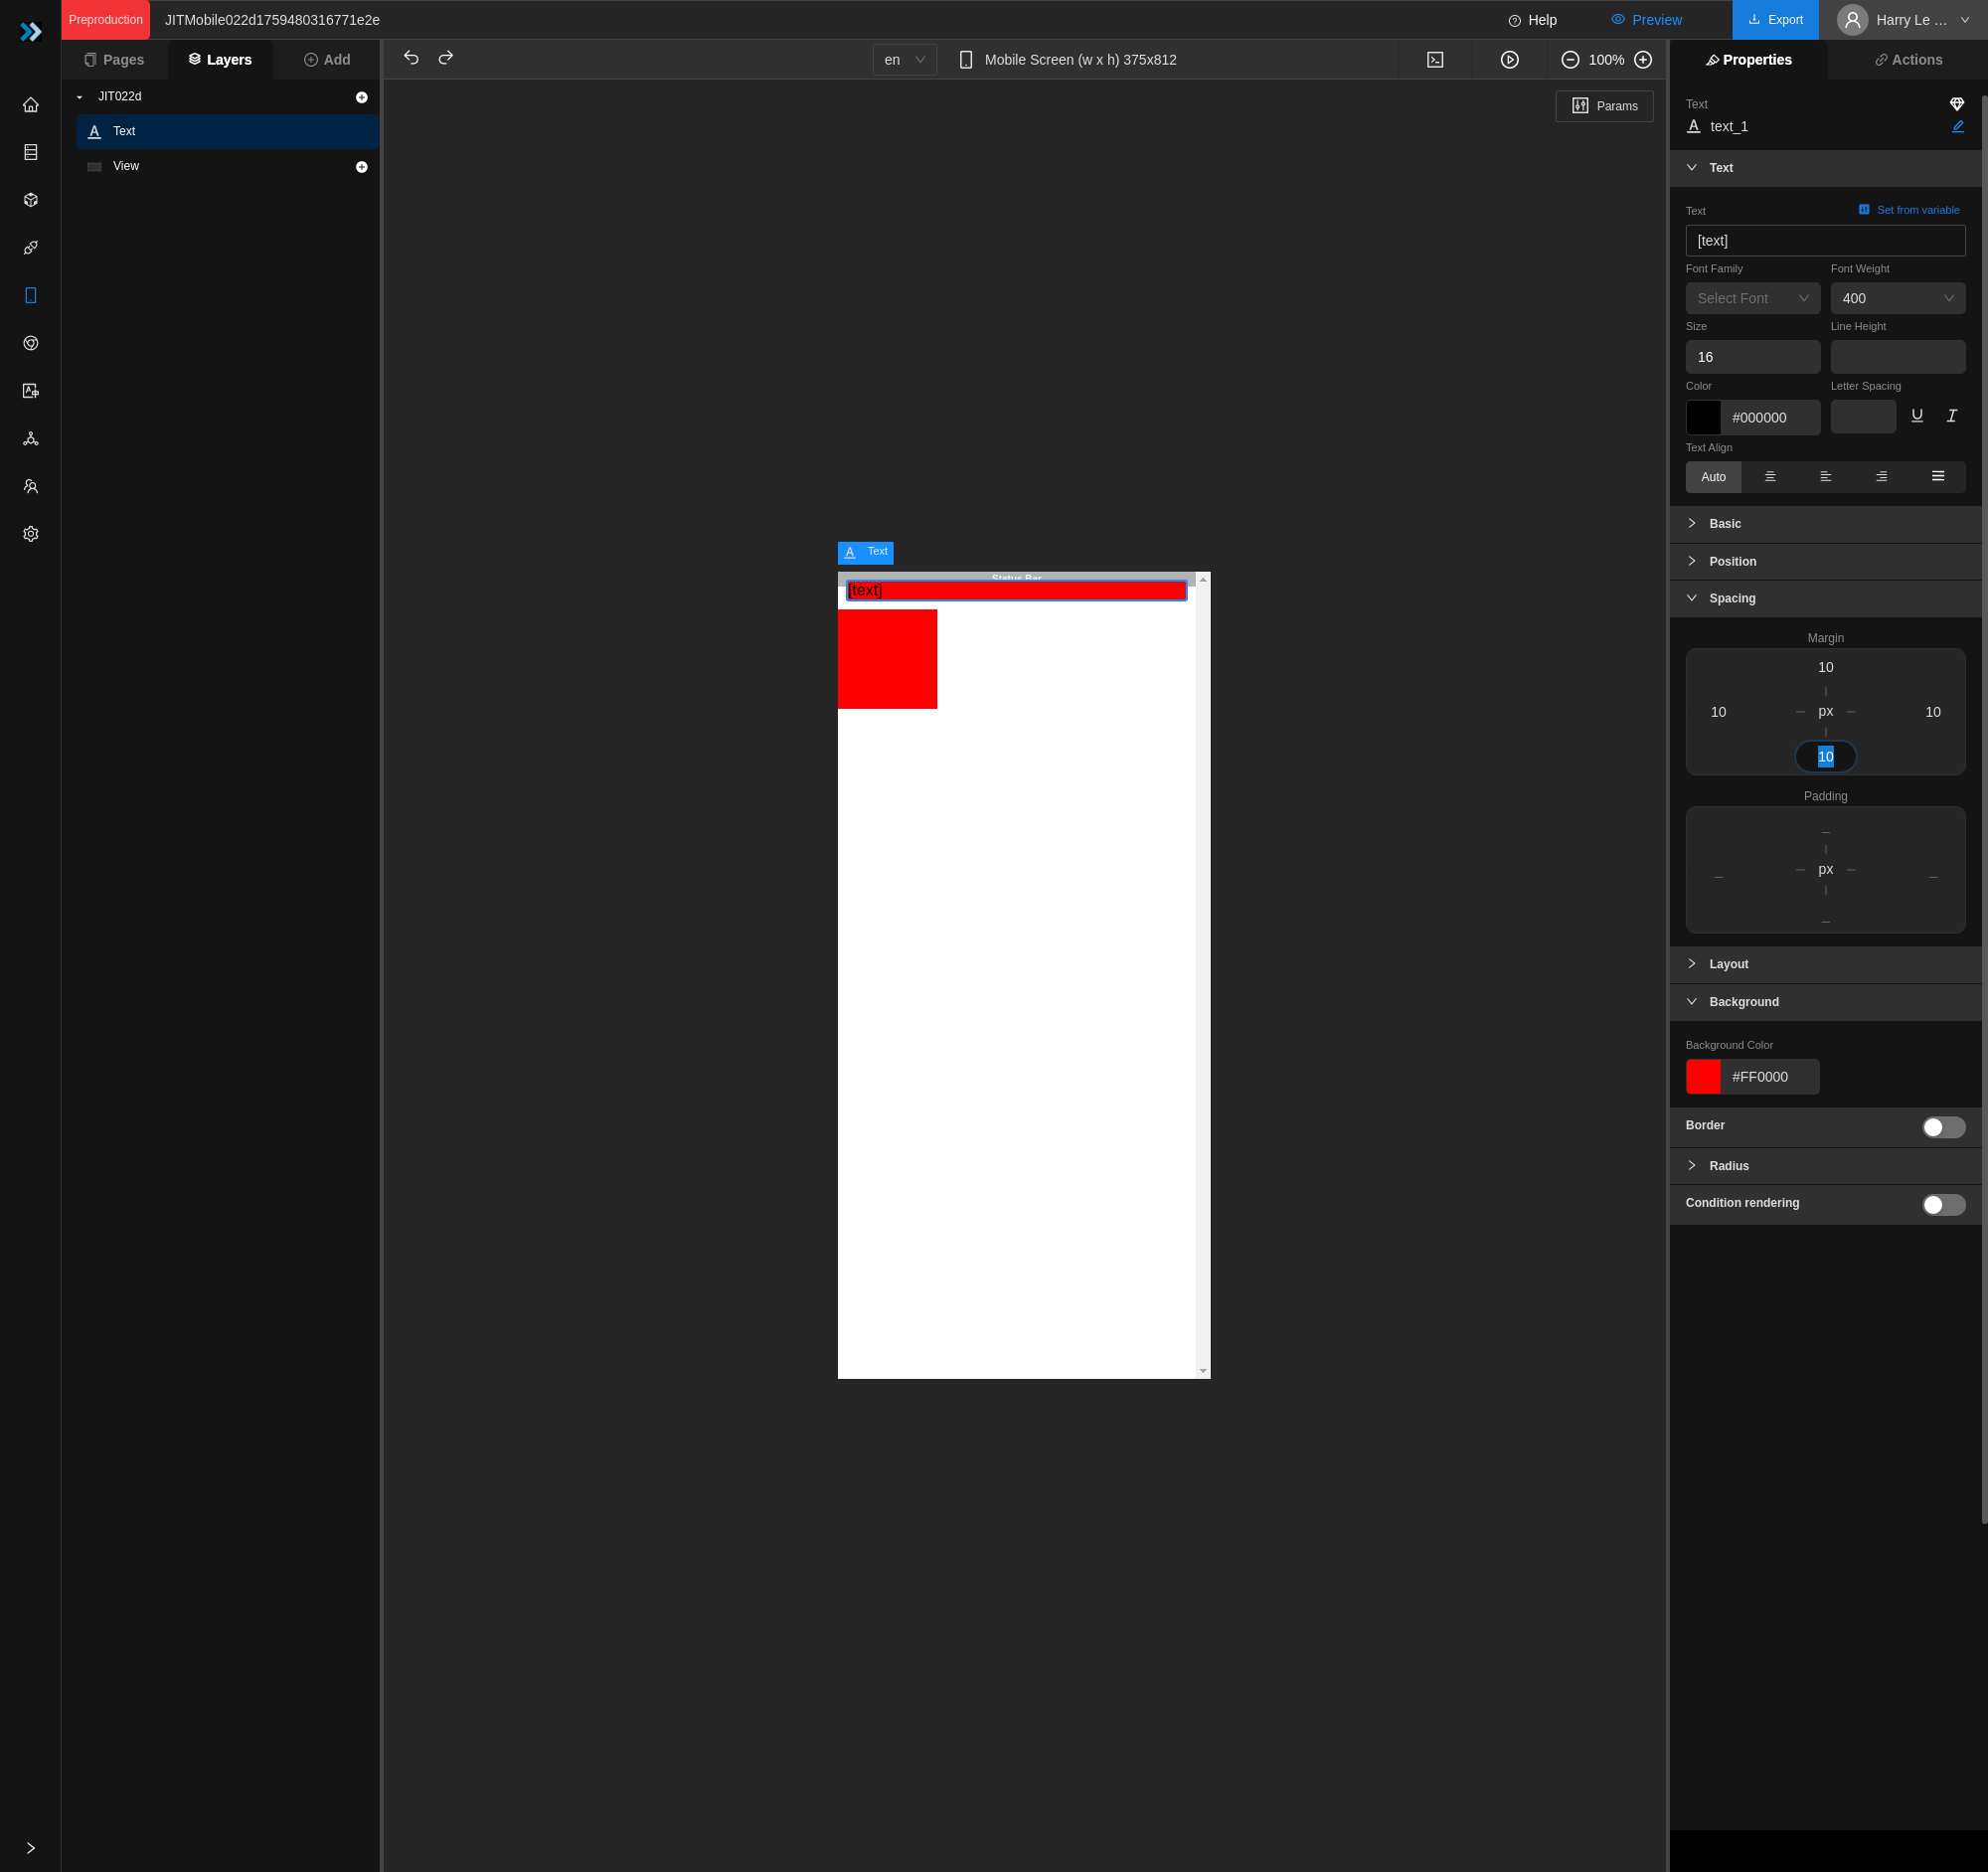 Preproduction JITMobile022d1759480316771e2e Help Preview Export Harry Le ...
Pages Layers Add en Mobile Screen (w x h) 375x812 100% Properties Actions
JIT022d
Text
View
Params
Text
[text]
Status Bar
Text
text_1
Text
Text Set from variable
[text]
Font Family Font Weight
Select Font 400
Size Line Height
16
Color Letter Spacing
#000000
Text Align
Auto
Basic
Position
Spacing
Margin
10
10 px 10
10
Padding
px
Layout
Background
Background Color
#FF0000
Border
Radius
Condition rendering